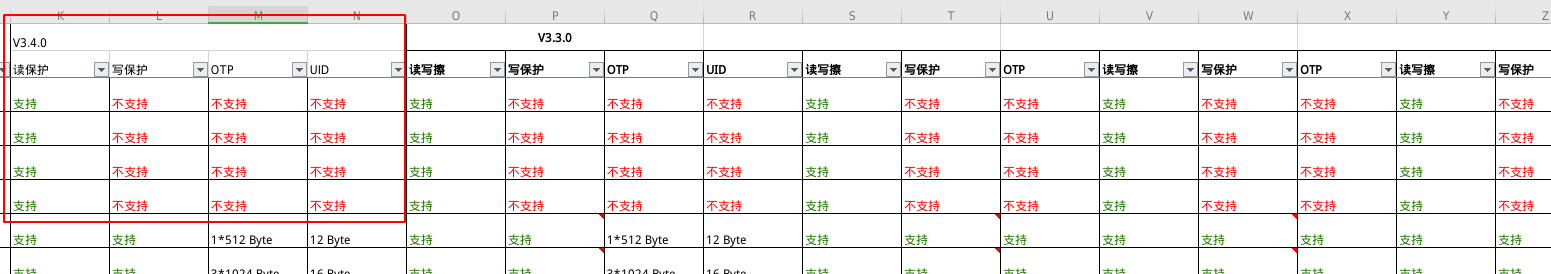 K L M N O P Q R S T U V W X Y Z
V3.4.0 V3.3.0
读保护 写保护 OTP UID 读写擦 写保护 OTP UID 读写擦 写保护 OTP 读写擦 写保护 OTP 读写擦 写保护
支持 不支持 不支持 不支持 支持 不支持 不支持 不支持 支持 不支持 不支持 支持 不支持 不支持 支持 不支持
支持 不支持 不支持 不支持 支持 不支持 不支持 不支持 支持 不支持 不支持 支持 不支持 不支持 支持 不支持
支持 不支持 不支持 不支持 支持 不支持 不支持 不支持 支持 不支持 不支持 支持 不支持 不支持 支持 不支持
支持 不支持 不支持 不支持 支持 不支持 不支持 不支持 支持 不支持 不支持 支持 不支持 不支持 支持 不支持
支持 支持 1*512 Byte 12 Byte 支持 支持 1*512 Byte 12 Byte 支持 支持 支持 支持 支持 支持 支持 支持
支持 支持 3*1024 Byte 16 Byte 支持 支持 3*1024 Byte 16 Byte 支持 支持 支持 支持 支持 支持 支持 支持